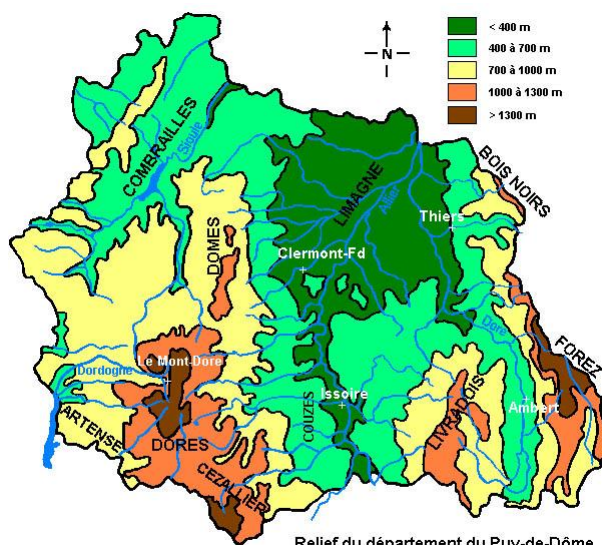 < 400 m
400 à 700 m
700 à 1000 m
1000 à 1300 m
> 1300 m
N
COMBRAILLES
Sioule
LIMAGNE
Allier
BOIS NOIRS
Thiers
DOMES
Clermont-Fd
Dore
FOREZ
Le Mont-Dore
Dordogne
Issoire
COUZES
LIVRADOIS
Ambert
ARTENSE
DORES
CEZALLIER
Relief du département du Puy-de-Dôme